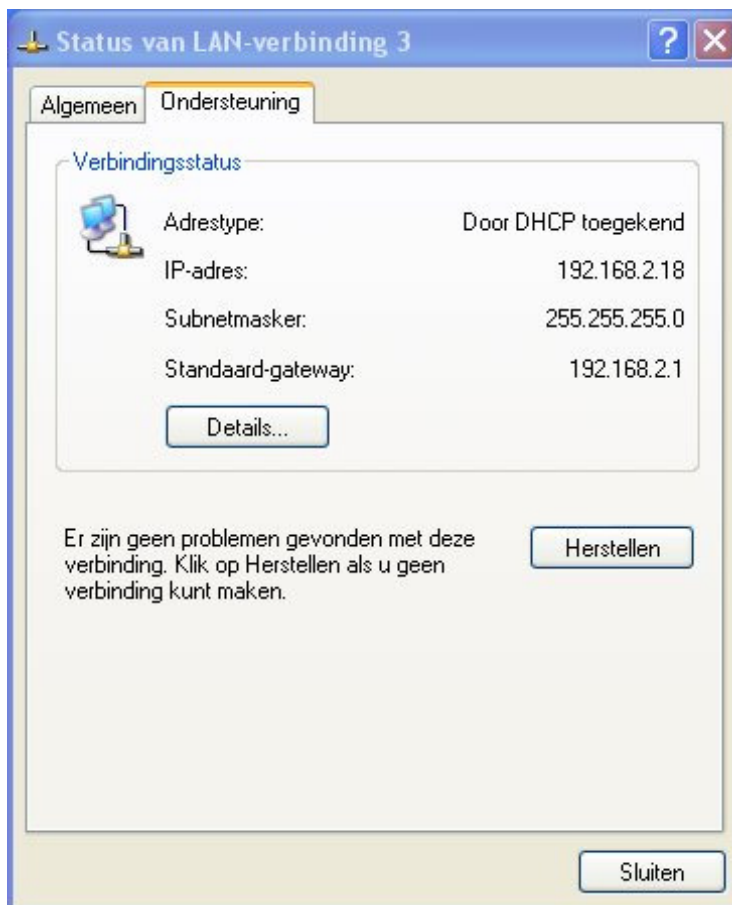 Status van LAN-verbinding 3
Algemeen
Ondersteuning
Verbindingsstatus
Adrestype: Door DHCP toegekend
IP-adres: 192.168.2.18
Subnetmasker: 255.255.255.0
Standaard-gateway: 192.168.2.1
Details...
Er zijn geen problemen gevonden met deze
verbinding. Klik op Herstellen als u geen
verbinding kunt maken.
Herstellen
Sluiten